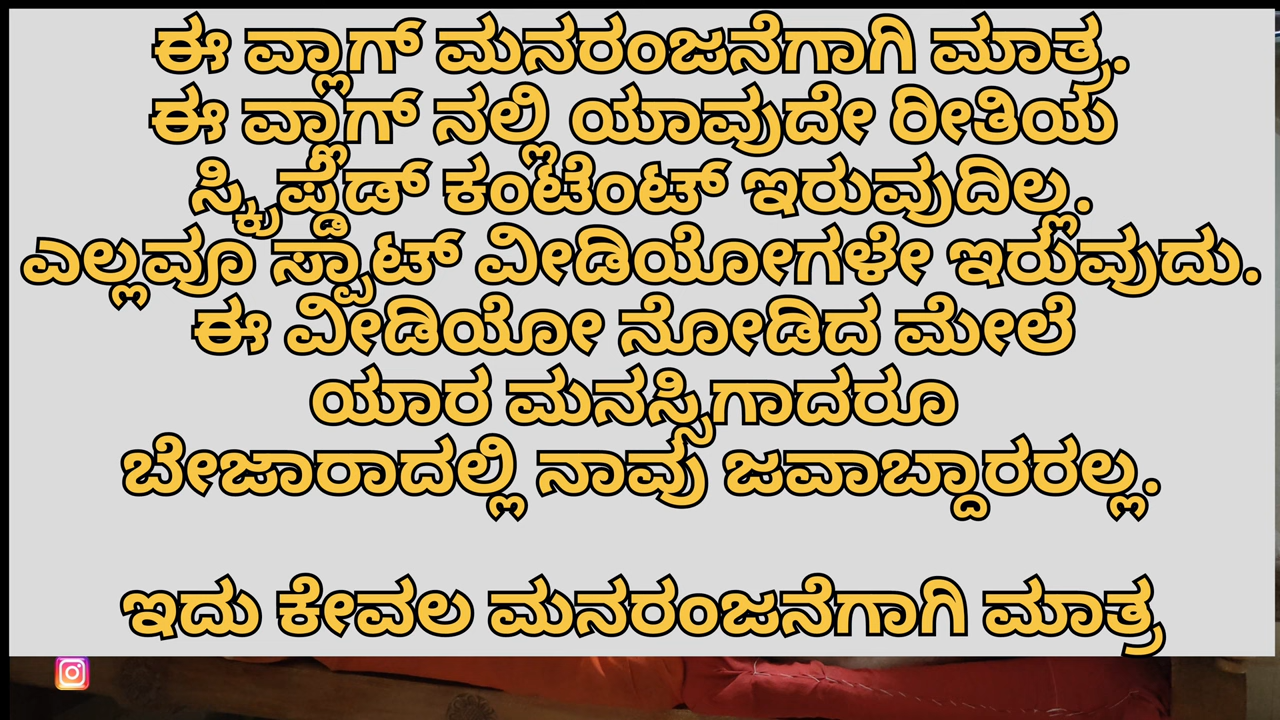 ಈ ವ್ಲಾಗ್ ಮನರಂಜನೆಗಾಗಿ ಮಾತ್ರ.
ಈ ವ್ಲಾಗ್ ನಲ್ಲಿ ಯಾವುದೇ ರೀತಿಯ
ಸ್ಕ್ರಿಪ್ಟೆಡ್ ಕಂಟೆಂಟ್ ಇರುವುದಿಲ್ಲ.
ಎಲ್ಲವೂ ಸ್ಪಾಟ್ ವೀಡಿಯೋಗಳೇ ಇರುವುದು.
ಈ ವೀಡಿಯೋ ನೋಡಿದ ಮೇಲೆ
ಯಾರ ಮನಸ್ಸಿಗಾದರೂ
ಬೇಜಾರಾದಲ್ಲಿ ನಾವು ಜವಾಬ್ದಾರರಲ್ಲ.
ಇದು ಕೇವಲ ಮನರಂಜನೆಗಾಗಿ ಮಾತ್ರ